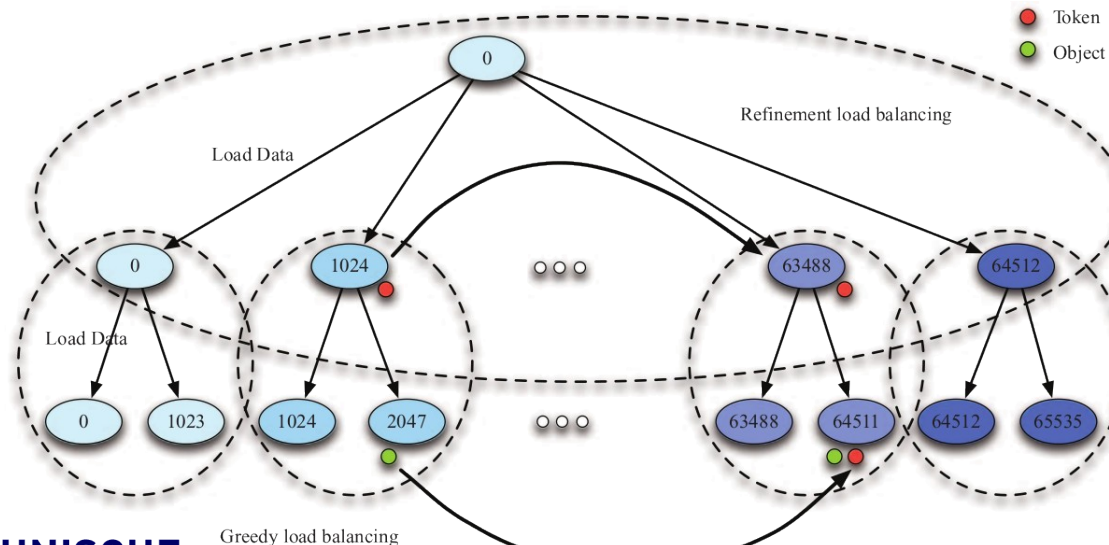 Token
0
Object
Refinement load balancing
Load Data
0
1024
63488
64512
Load Data
0
1023
1024
2047
63488
64511
64512
65535
Greedy load balancing